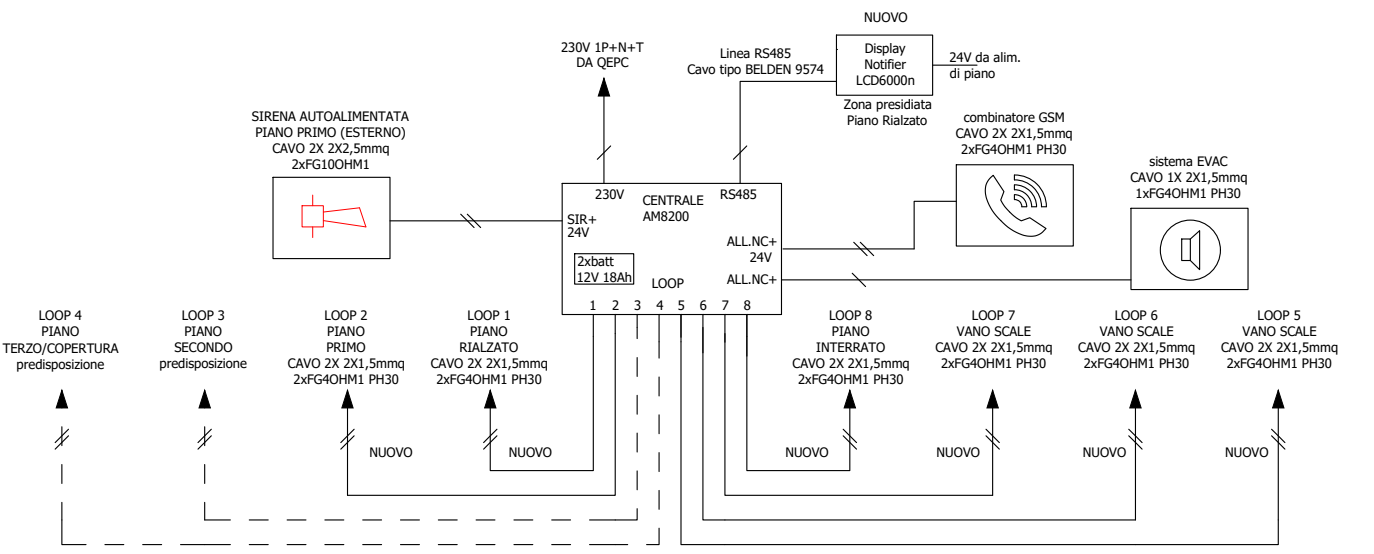 NUOVO
230V 1P+N+T
DA QEPC
Linea RS485
Cavo tipo BELDEN 9574
Display
Notifier
LCD6000n
24V da alim.
di piano
Zona presidiata
Piano Rialzato
SIRENA AUTOALIMENTATA
PIANO PRIMO (ESTERNO)
CAVO 2X 2X2,5mmq
2xFG10OHM1
combinatore GSM
CAVO 2X 2X1,5mmq
2xFG4OHM1 PH30
sistema EVAC
CAVO 1X 2X1,5mmq
1xFG4OHM1 PH30
230V
CENTRALE
AM8200
RS485
SIR+
24V
ALL.NC+
24V
2xbatt
12V 18Ah
LOOP
ALL.NC+
1 2 3 4 5 6 7 8
LOOP 4
PIANO
TERZO/COPERTURA
predisposizione
LOOP 3
PIANO
SECONDO
predisposizione
LOOP 2
PIANO
PRIMO
CAVO 2X 2X1,5mmq
2xFG4OHM1 PH30
LOOP 1
PIANO
RIALZATO
CAVO 2X 2X1,5mmq
2xFG4OHM1 PH30
LOOP 8
PIANO
INTERRATO
CAVO 2X 2X1,5mmq
2xFG4OHM1 PH30
LOOP 7
VANO SCALE
CAVO 2X 2X1,5mmq
2xFG4OHM1 PH30
LOOP 6
VANO SCALE
CAVO 2X 2X1,5mmq
2xFG4OHM1 PH30
LOOP 5
VANO SCALE
CAVO 2X 2X1,5mmq
2xFG4OHM1 PH30
NUOVO
NUOVO
NUOVO
NUOVO
NUOVO
NUOVO